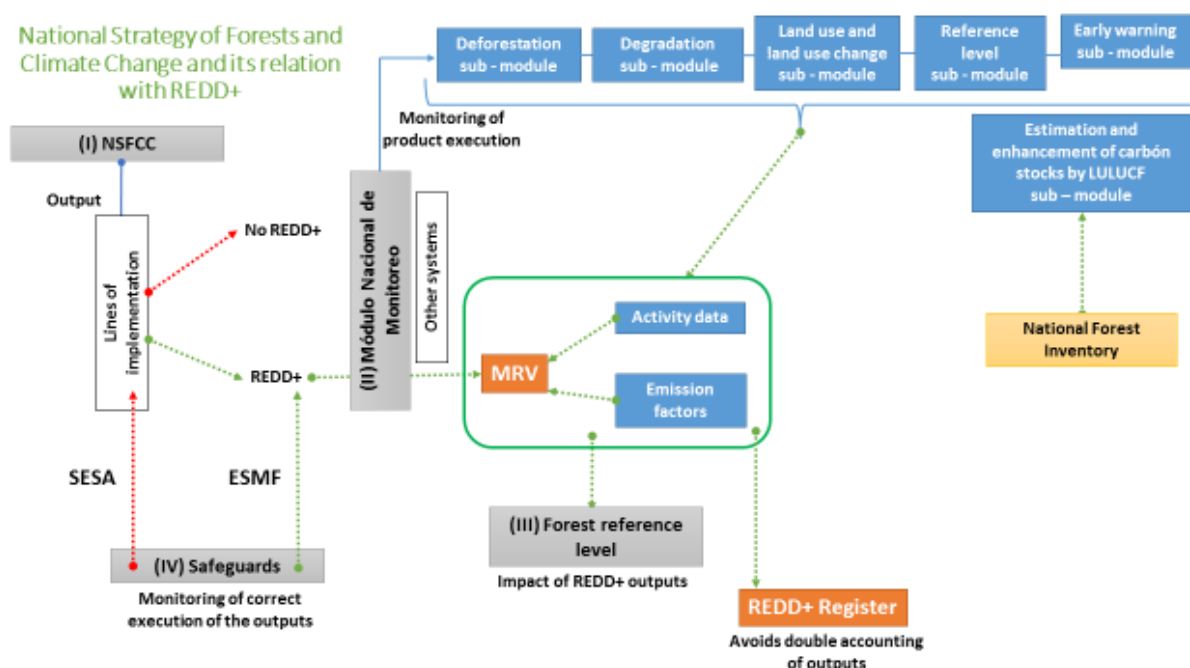 National Strategy of Forests and
Climate Change and its relation
with REDD+
(I) NSFCC
Output
Lines of
implementation
No REDD+
REDD+
SESA
ESMF
(IV) Safeguards
Monitoring of correct
execution of the outputs
(II) Módulo Nacional de
Monitoreo
Other systems
Monitoring of
product execution
Deforestation
sub - module
Degradation
sub - module
Land use and
land use change
sub - module
Reference
level
sub - module
Early warning
sub - module
Estimation and
enhancement of carbón
stocks by LULUCF
sub – module
National Forest
Inventory
Activity data
MRV
Emission
factors
(III) Forest reference
level
Impact of REDD+ outputs
REDD+ Register
Avoids double accounting
of outputs